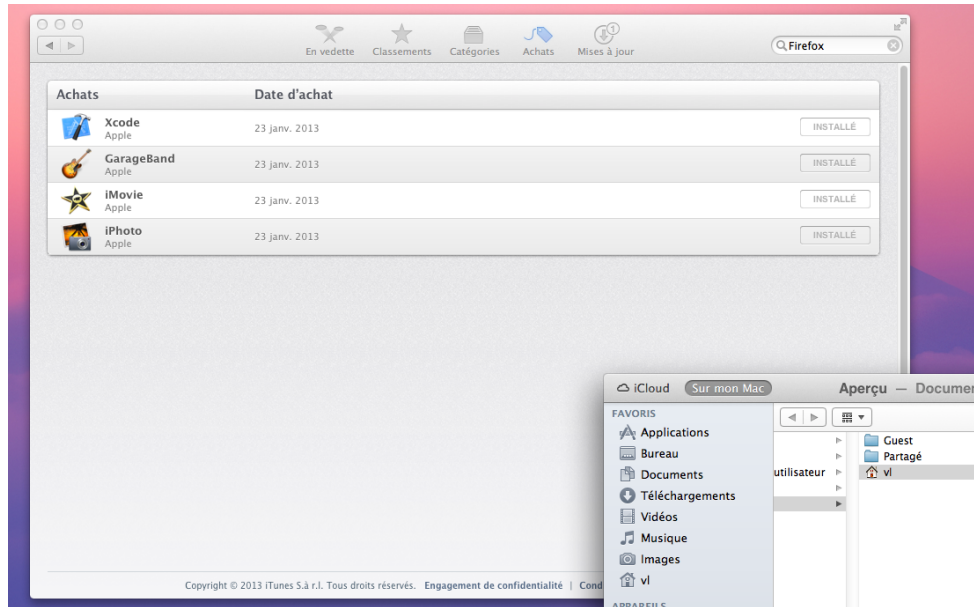 En vedette Classements Catégories Achats Mises à jour
1
Firefox
Achats Date d'achat
Xcode
Apple
23 janv. 2013
INSTALLÉ
GarageBand
Apple
23 janv. 2013
INSTALLÉ
iMovie
Apple
23 janv. 2013
INSTALLÉ
iPhoto
Apple
23 janv. 2013
INSTALLÉ
Copyright © 2013 iTunes S.à r.l. Tous droits réservés. Engagement de confidentialité | Cond
iCloud Sur mon Mac Aperçu — Documen
FAVORIS
Applications
Bureau
Documents
Téléchargements
Vidéos
Musique
Images
vl
APPAREILS
utilisateur
Guest
Partagé
vl